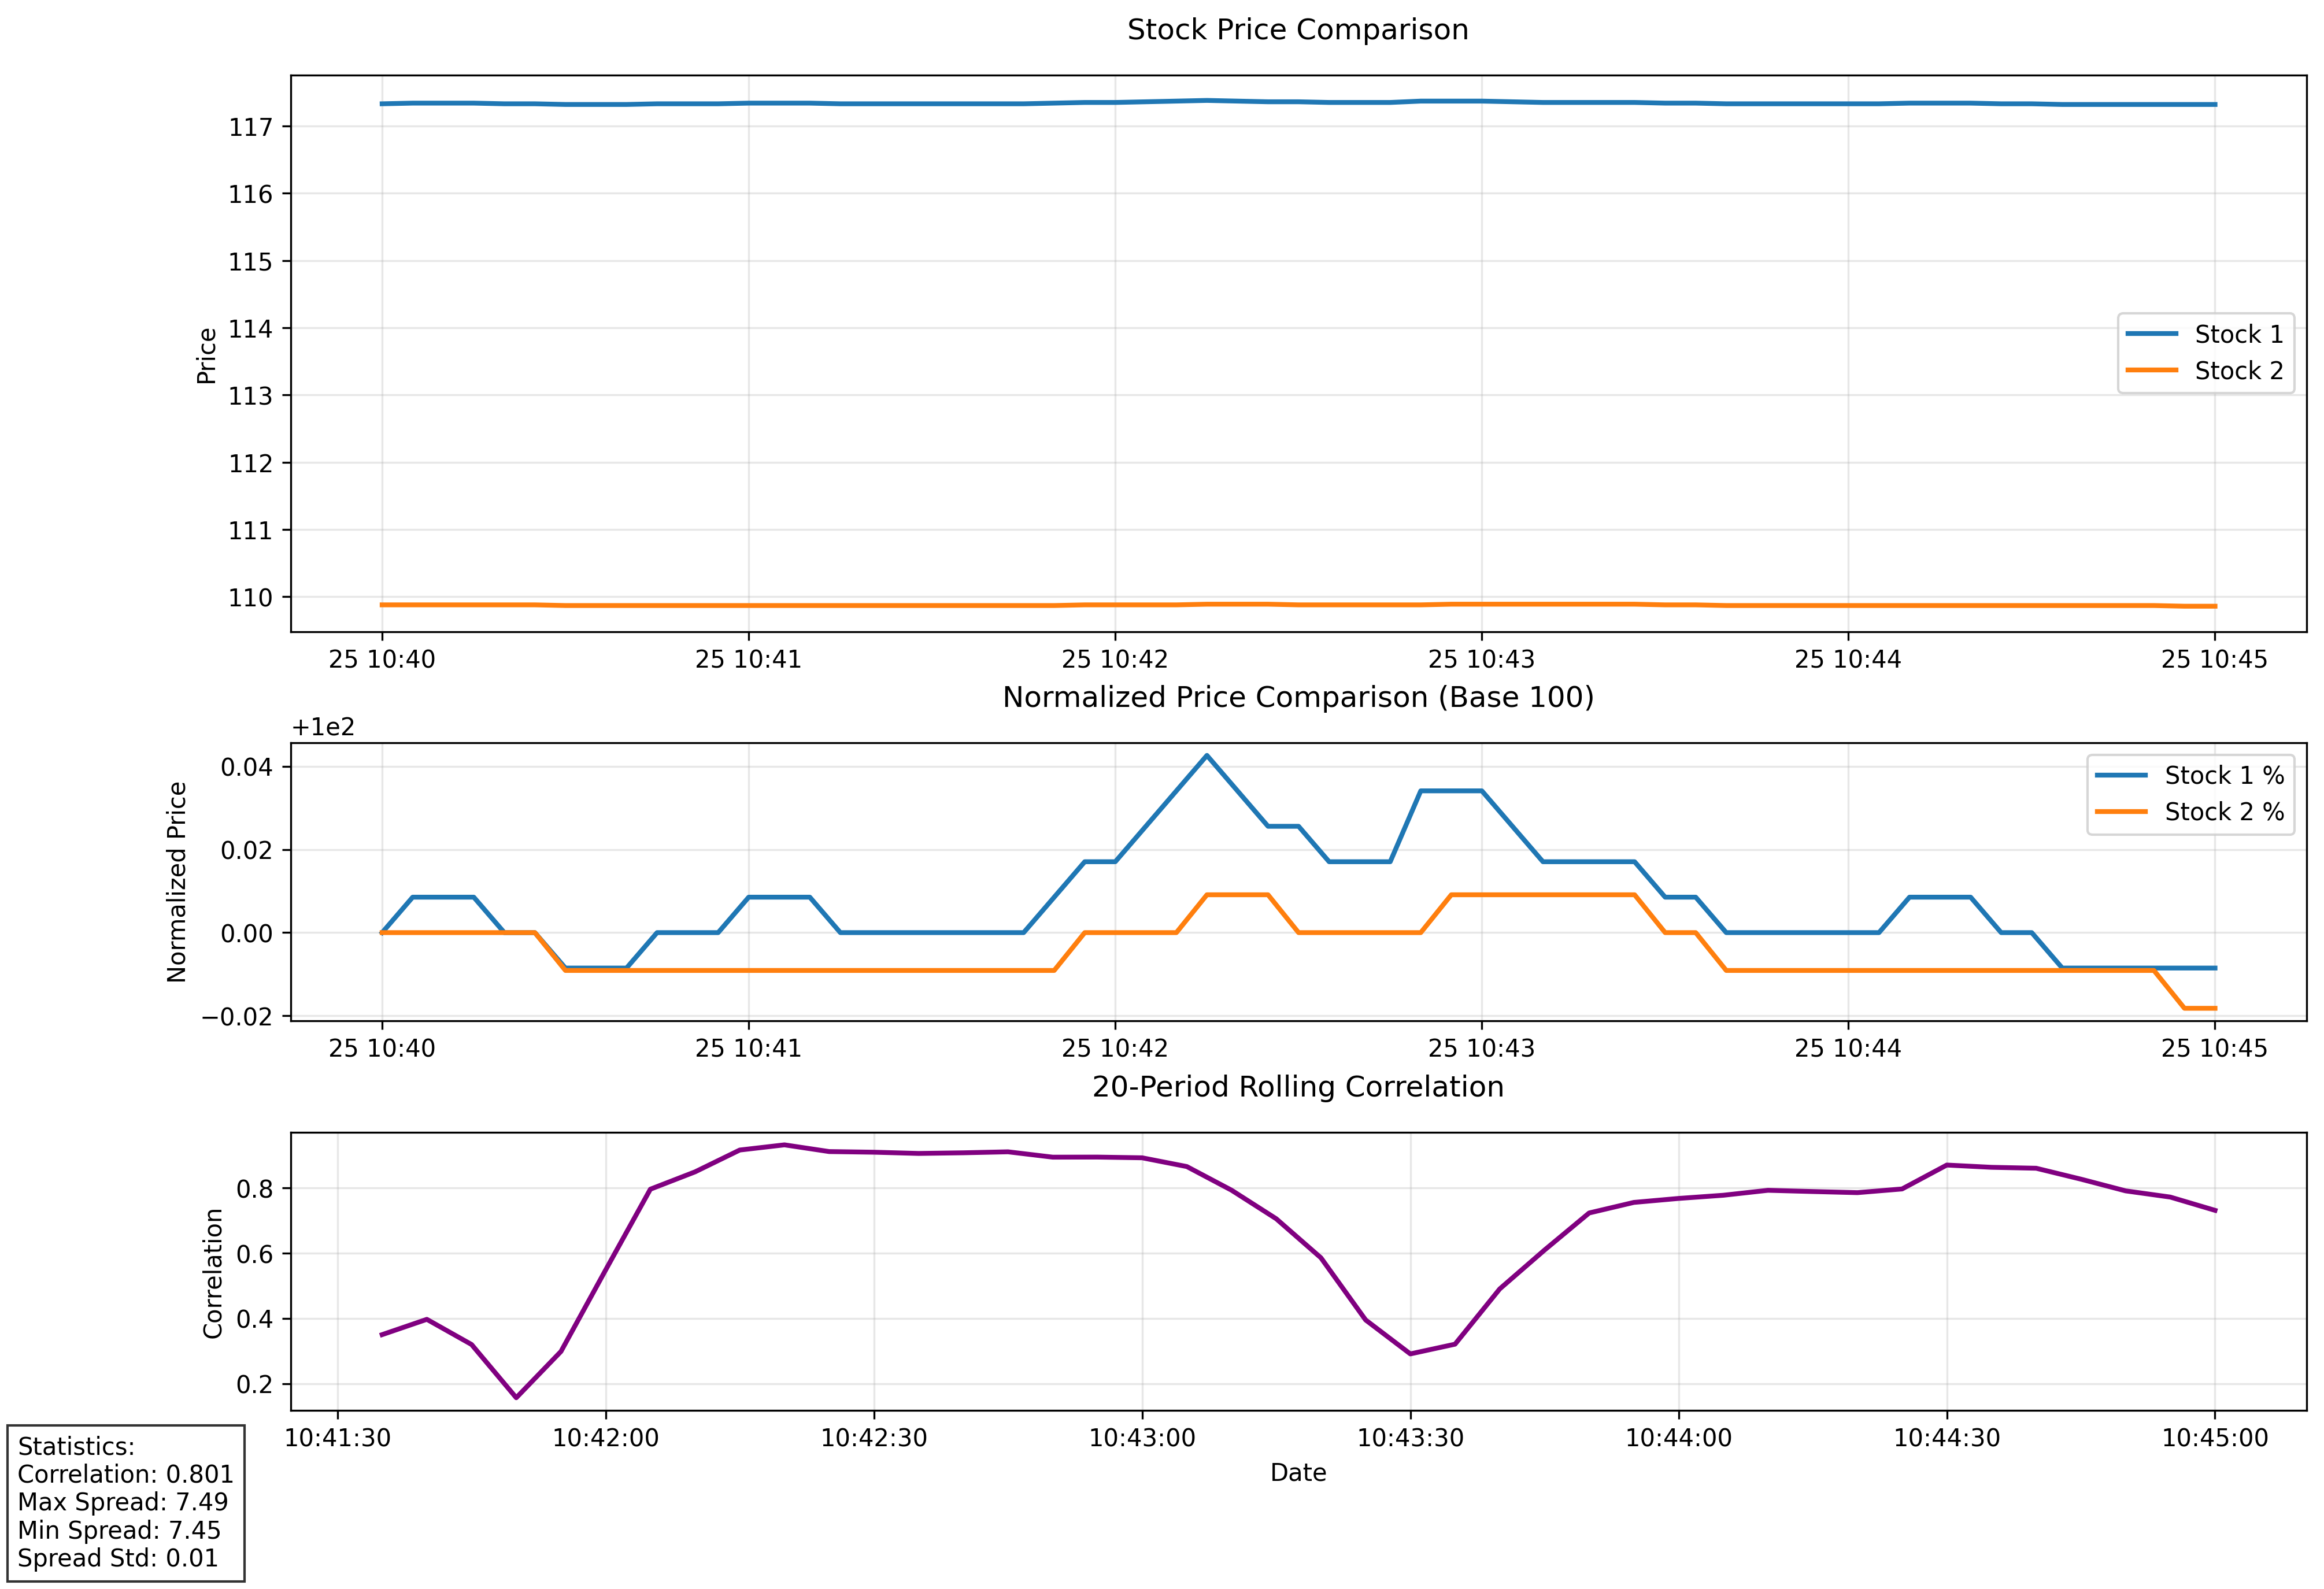 Stock Price Comparison
117
116
115
114
113
112
111
110
Price
Stock 1
Stock 2
25 10:40 25 10:41 25 10:42 25 10:43 25 10:44 25 10:45
Normalized Price Comparison (Base 100)
+1e2
0.04
0.02
0.00
−0.02
Normalized Price
Stock 1 %
Stock 2 %
25 10:40 25 10:41 25 10:42 25 10:43 25 10:44 25 10:45
20-Period Rolling Correlation
0.8
0.6
0.4
0.2
Correlation
10:41:30 10:42:00 10:42:30 10:43:00 10:43:30 10:44:00 10:44:30 10:45:00
Date
Statistics:
Correlation: 0.801
Max Spread: 7.49
Min Spread: 7.45
Spread Std: 0.01